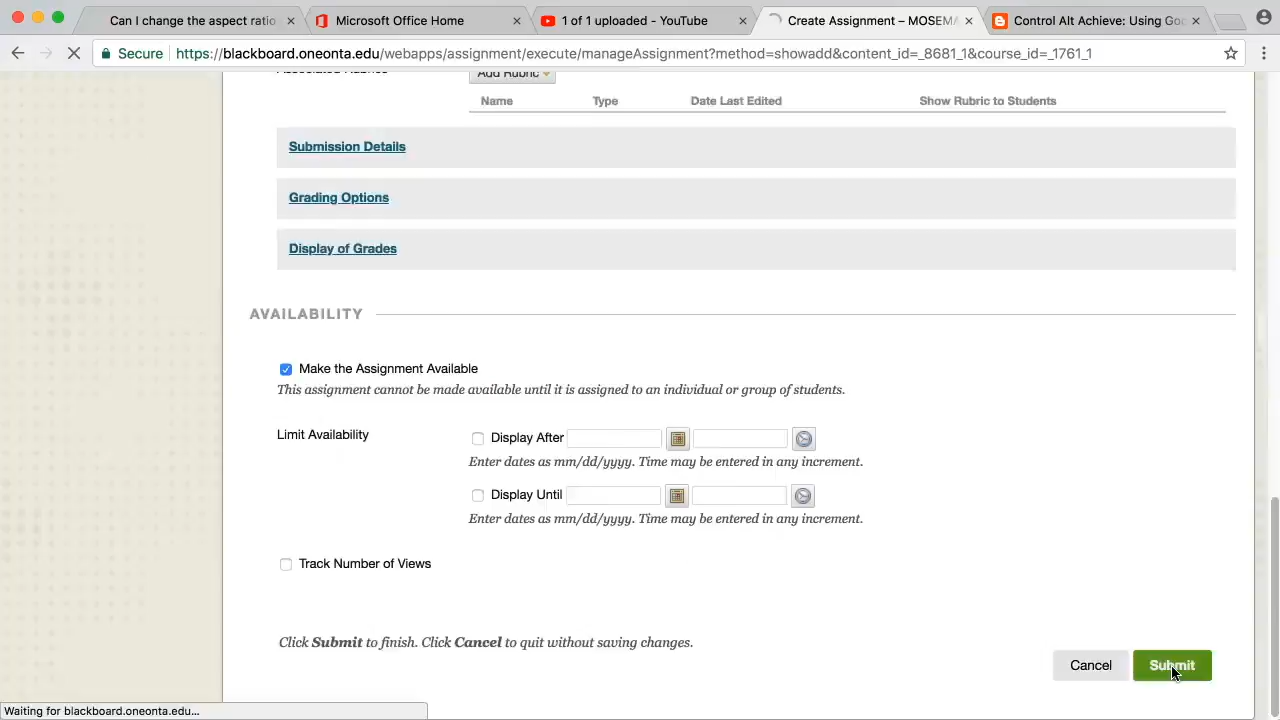 Can I change the aspect ratio
Microsoft Office Home
1 of 1 uploaded - YouTube
Create Assignment – MOSEMA
Control Alt Achieve: Using Goo
Secure https://blackboard.oneonta.edu/webapps/assignment/execute/manageAssignment?method=showadd&content_id=_8681_1&course_id=_1761_1
Associated Rubrics
Add Rubric
Name Type Date Last Edited Show Rubric to Students
Submission Details
Grading Options
Display of Grades
AVAILABILITY
Make the Assignment Available
This assignment cannot be made available until it is assigned to an individual or group of students.
Limit Availability
Display After
Enter dates as mm/dd/yyyy. Time may be entered in any increment.
Display Until
Enter dates as mm/dd/yyyy. Time may be entered in any increment.
Track Number of Views
Click Submit to finish. Click Cancel to quit without saving changes.
Cancel Submit
Waiting for blackboard.oneonta.edu...